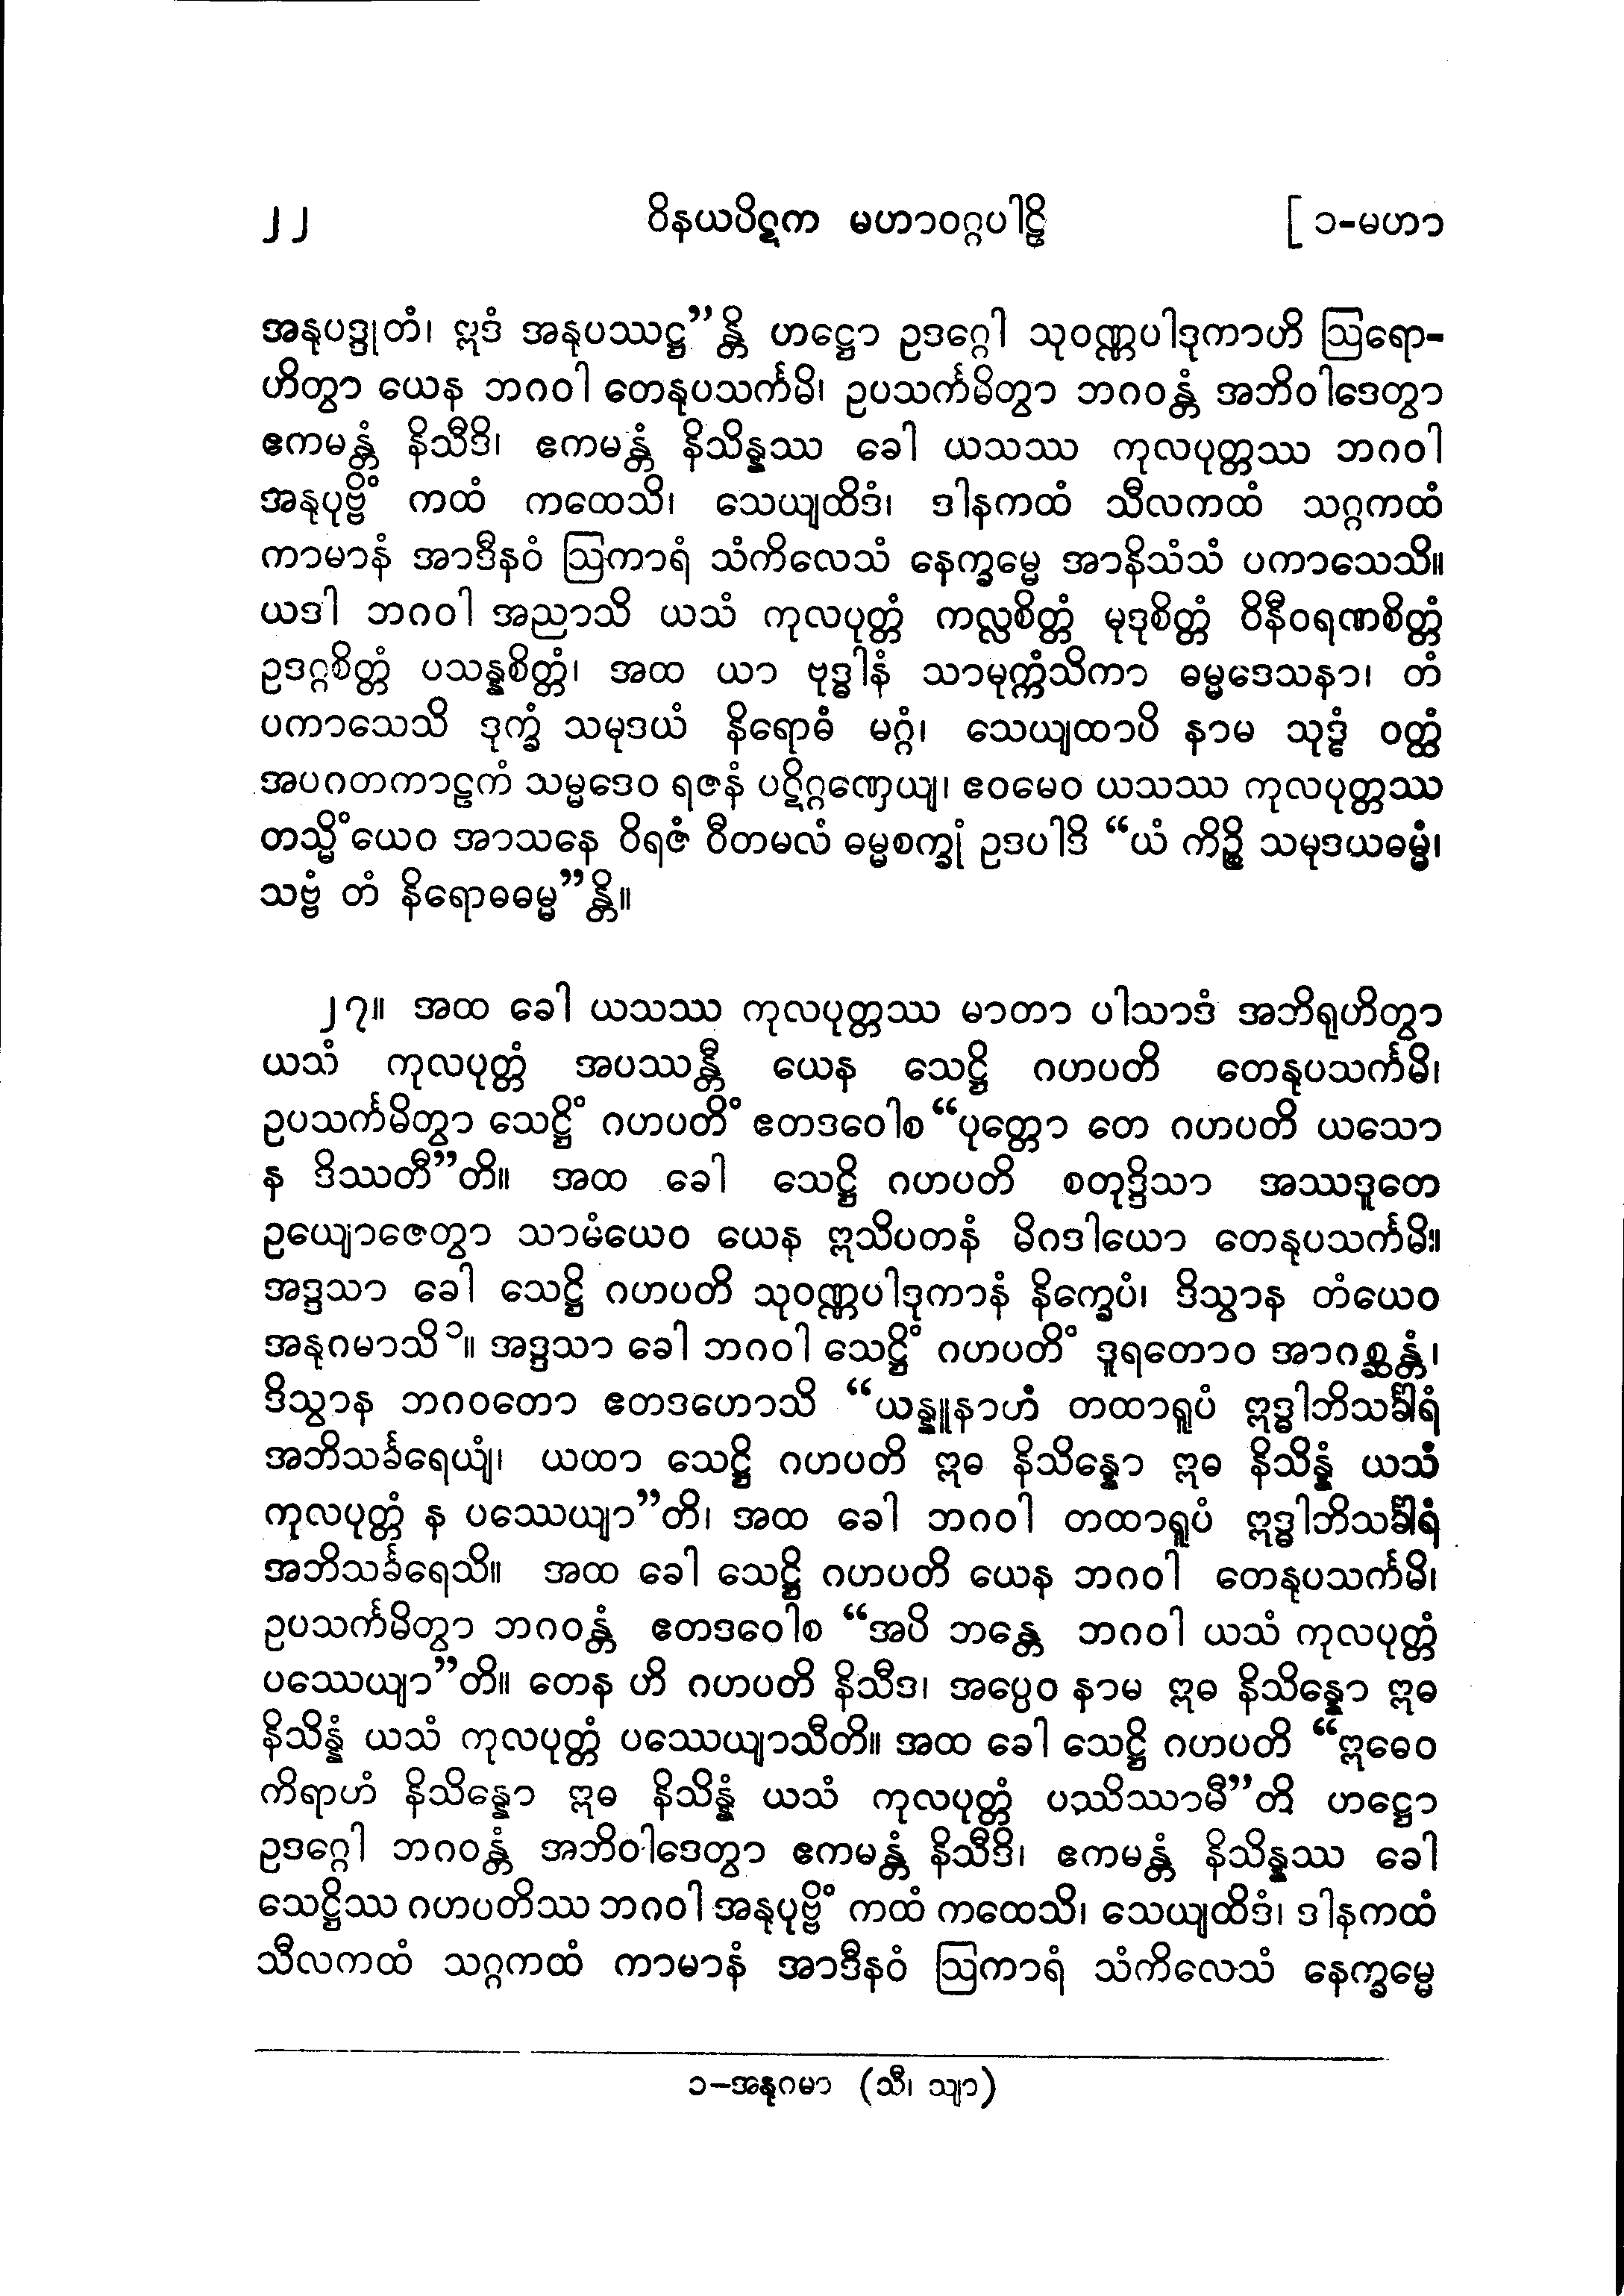 ၂၂ ဝိနယပိဋက မဟာဝဂ္ဂပါဠိ [ ၁-မဟာ
အနုပဒ္ဒုတံ၊ ဣဒံ အနုပဿဋ္ဌ”န္တိ ဟဋ္ဌော ဥဒဂ္ဂေါ သုဝဏ္ဏပါဒုကာဟိ ဩရော-
ဟိတွာ ယေန ဘဂဝါ တေနုပသင်္ကမိ၊ ဥပသင်္ကမိတွာ ဘဂဝန္တံ အဘိဝါဒေတွာ
ဧကမန္တံ နိသီဒိ၊ ဧကမန္တံ နိသိန္နဿ ခေါ ယသဿ ကုလပုတ္တဿ ဘဂဝါ
အနုပုဗ္ဗိံ ကထံ ကထေသိ၊ သေယျထိဒံ၊ ဒါနကထံ သီလကထံ သဂ္ဂကထံ
ကာမာနံ အာဒီနဝံ ဩကာရံ သံကိလေသံ နေက္ခမ္မေ အာနိသံသံ ပကာသေသိ။
ယဒါ ဘဂဝါ အညာသိ ယသံ ကုလပုတ္တံ ကလ္လစိတ္တံ မုဒုစိတ္တံ ဝိနီဝရဏစိတ္တံ
ဥဒဂ္ဂစိတ္တံ ပသန္နစိတ္တံ၊ အထ ယာ ဗုဒ္ဓါနံ သာမုက္ကံသိကာ ဓမ္မဒေသနာ၊ တံ
ပကာသေသိ ဒုက္ခံ သမုဒယံ နိရောဓံ မဂ္ဂံ၊ သေယျထာပိ နာမ သုဒ္ဓံ ဝတ္ထံ
အပဂတကာဠကံ သမ္မဒေဝ ရဇနံ ပဋိဂ္ဂဏှေယျ၊ ဧဝမေဝ ယသဿ ကုလပုတ္တဿ
တသ္မိံယေဝ အာသနေ ဝိရဇံ ဝီတမလံ ဓမ္မစက္ခုံ ဥဒပါဒိ “ယံ ကိဉ္စိ သမုဒယဓမ္မံ၊
သဗ္ဗံ တံ နိရောဓဓမ္မ”န္တိ။
၂၇။ အထ ခေါ ယသဿ ကုလပုတ္တဿ မာတာ ပါသာဒံ အဘိရုဟိတွာ
ယသံ ကုလပုတ္တံ အပဿန္တီ ယေန သေဋ္ဌိ ဂဟပတိ တေနုပသင်္ကမိ၊
ဥပသင်္ကမိတွာ သေဋ္ဌိံ ဂဟပတိံ ဧတဒဝေါစ “ပုတ္တော တေ ဂဟပတိ ယသော
န ဒိဿတီ”တိ။ အထ ခေါ သေဋ္ဌိ ဂဟပတိ စတုဒ္ဒိသာ အဿဒူတေ
ဥယျောဇေတွာ သာမံယေဝ ယေန ဣသိပတနံ မိဂဒါယော တေနုပသင်္ကမိ။
အဒ္ဒသာ ခေါ သေဋ္ဌိ ဂဟပတိ သုဝဏ္ဏပါဒုကာနံ နိက္ခေပံ၊ ဒိသွာန တံယေဝ
အနုဂမာသိ၁။ အဒ္ဒသာ ခေါ ဘဂဝါ သေဋ္ဌိံ ဂဟပတိံ ဒူရတောဝ အာဂစ္ဆန္တံ၊
ဒိသွာန ဘဂဝတော ဧတဒဟောသိ “ယန္နူနာဟံ တထာရူပံ ဣဒ္ဓါဘိသင်္ခါရံ
အဘိသင်္ခရေယျံ၊ ယထာ သေဋ္ဌိ ဂဟပတိ ဣဓ နိသိန္နော ဣဓ နိသိန္နံ ယသံ
ကုလပုတ္တံ န ပဿေယျာ”တိ၊ အထ ခေါ ဘဂဝါ တထာရူပံ ဣဒ္ဓါဘိသင်္ခါရံ
အဘိသင်္ခရေသိ။ အထ ခေါ သေဋ္ဌိ ဂဟပတိ ယေန ဘဂဝါ တေနုပသင်္ကမိ၊
ဥပသင်္ကမိတွာ ဘဂဝန္တံ ဧတဒဝေါစ “အပိ ဘန္တေ ဘဂဝါ ယသံ ကုလပုတ္တံ
ပဿေယျာ”တိ။ တေန ဟိ ဂဟပတိ နိသီဒ၊ အပ္ပေဝ နာမ ဣဓ နိသိန္နော ဣဓ
နိသိန္နံ ယသံ ကုလပုတ္တံ ပဿေယျာသီတိ။ အထ ခေါ သေဋ္ဌိ ဂဟပတိ “ဣဓေဝ
ကိရာဟံ နိသိန္နော ဣဓ နိသိန္နံ ယသံ ကုလပုတ္တံ ပဿိဿာမီ”တိ ဟဋ္ဌော
ဥဒဂ္ဂေါ ဘဂဝန္တံ အဘိဝါဒေတွာ ဧကမန္တံ နိသီဒိ၊ ဧကမန္တံ နိသိန္နဿ ခေါ
သေဋ္ဌိဿ ဂဟပတိဿ ဘဂဝါ အနုပုဗ္ဗိံ ကထံ ကထေသိ၊ သေယျထိဒံ၊ ဒါနကထံ
သီလကထံ သဂ္ဂကထံ ကာမာနံ အာဒီနဝံ ဩကာရံ သံကိလေသံ နေက္ခမ္မေ
၁–အနုဂမာ (သီ၊ သျာ)